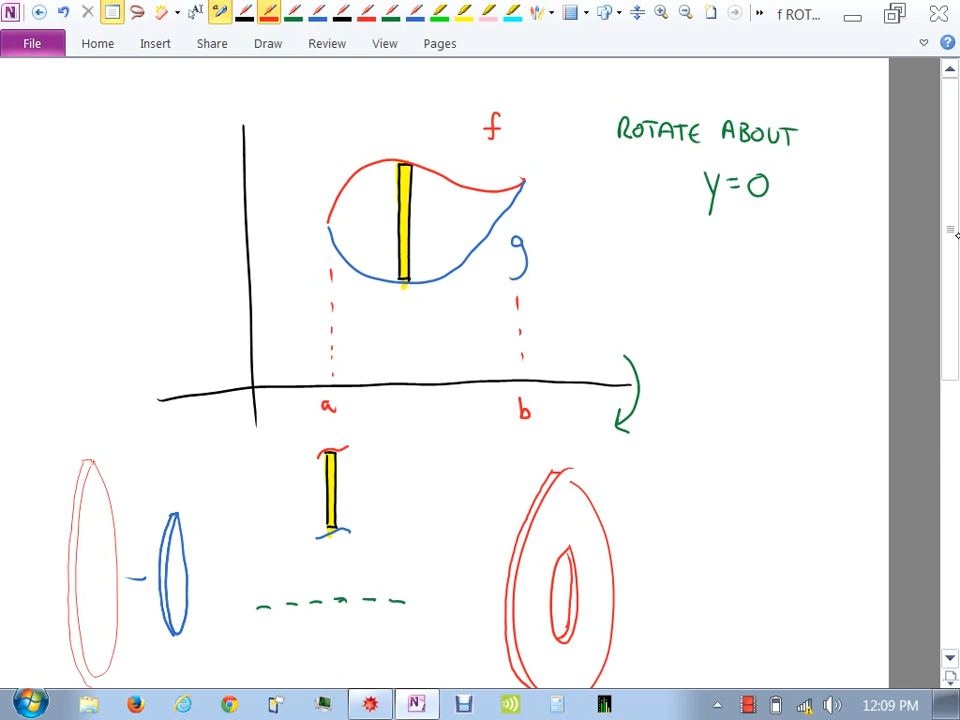 f ROT...
File
Home
Insert
Share
Draw
Review
View
Pages
f
ROTATE ABOUT
y=0
g
a
b
12:09 PM